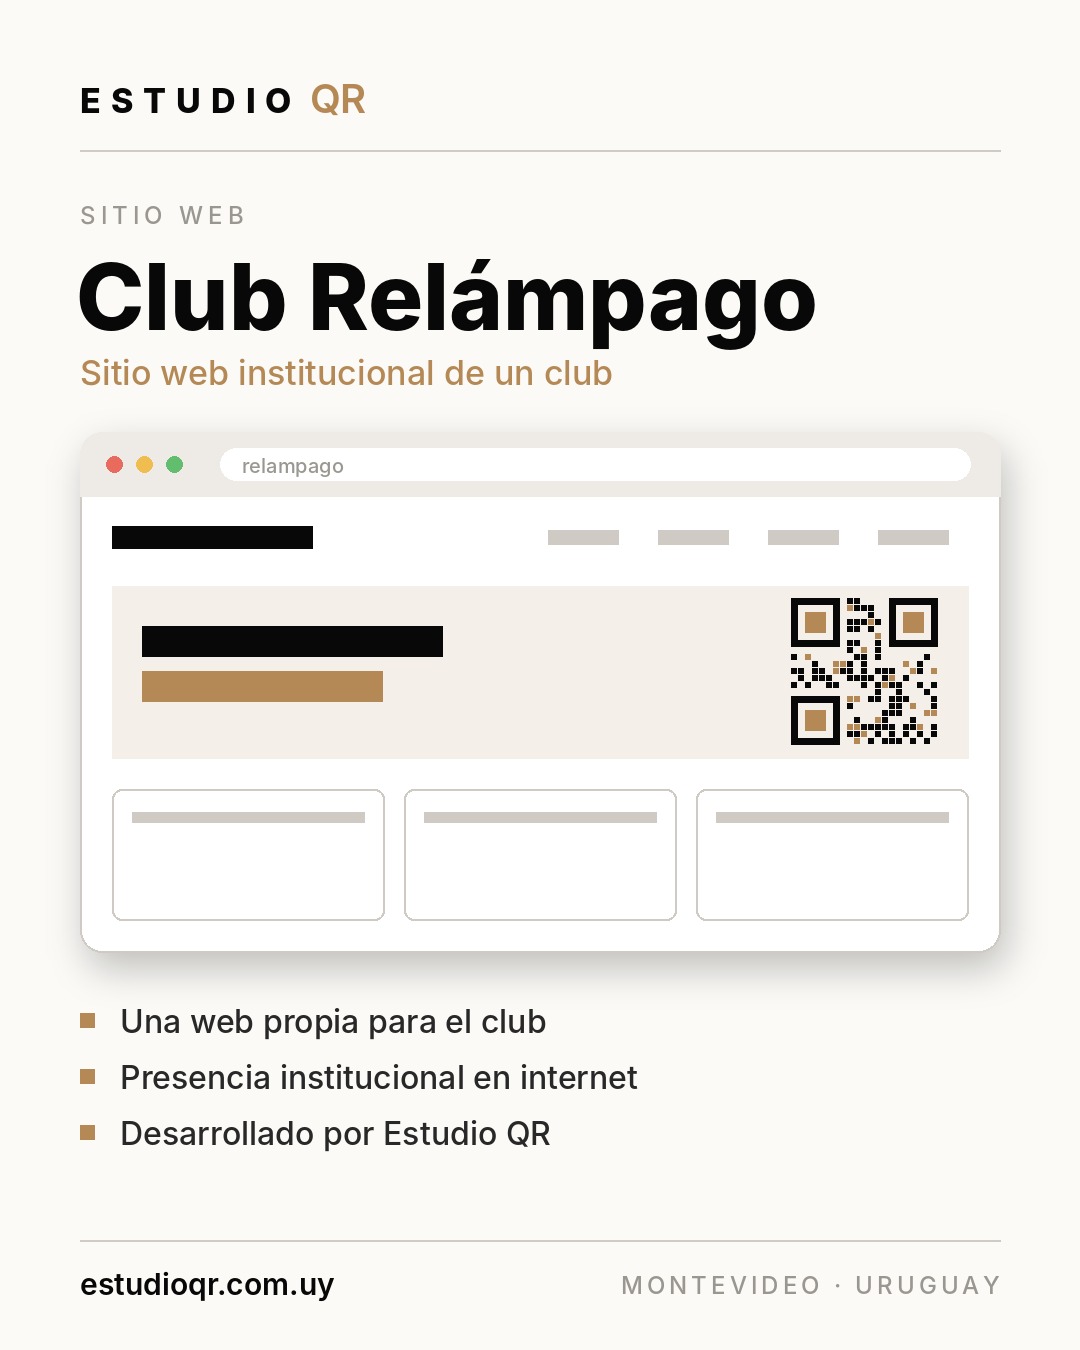 ESTUDIO QR
SITIO WEB
Club Relámpago
Sitio web institucional de un club
relampago
Una web propia para el club
Presencia institucional en internet
Desarrollado por Estudio QR
estudioqr.com.uy
MONTEVIDEO · URUGUAY